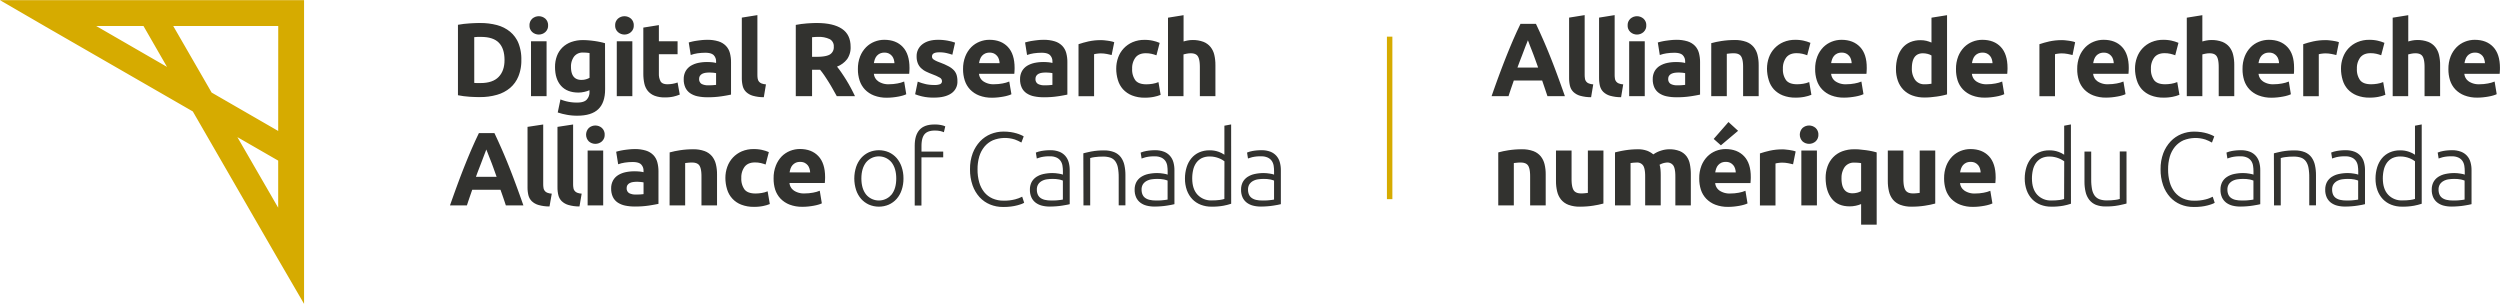 Digital Research
Alliance of Canada
Alliance de recherche
numérique du Canada